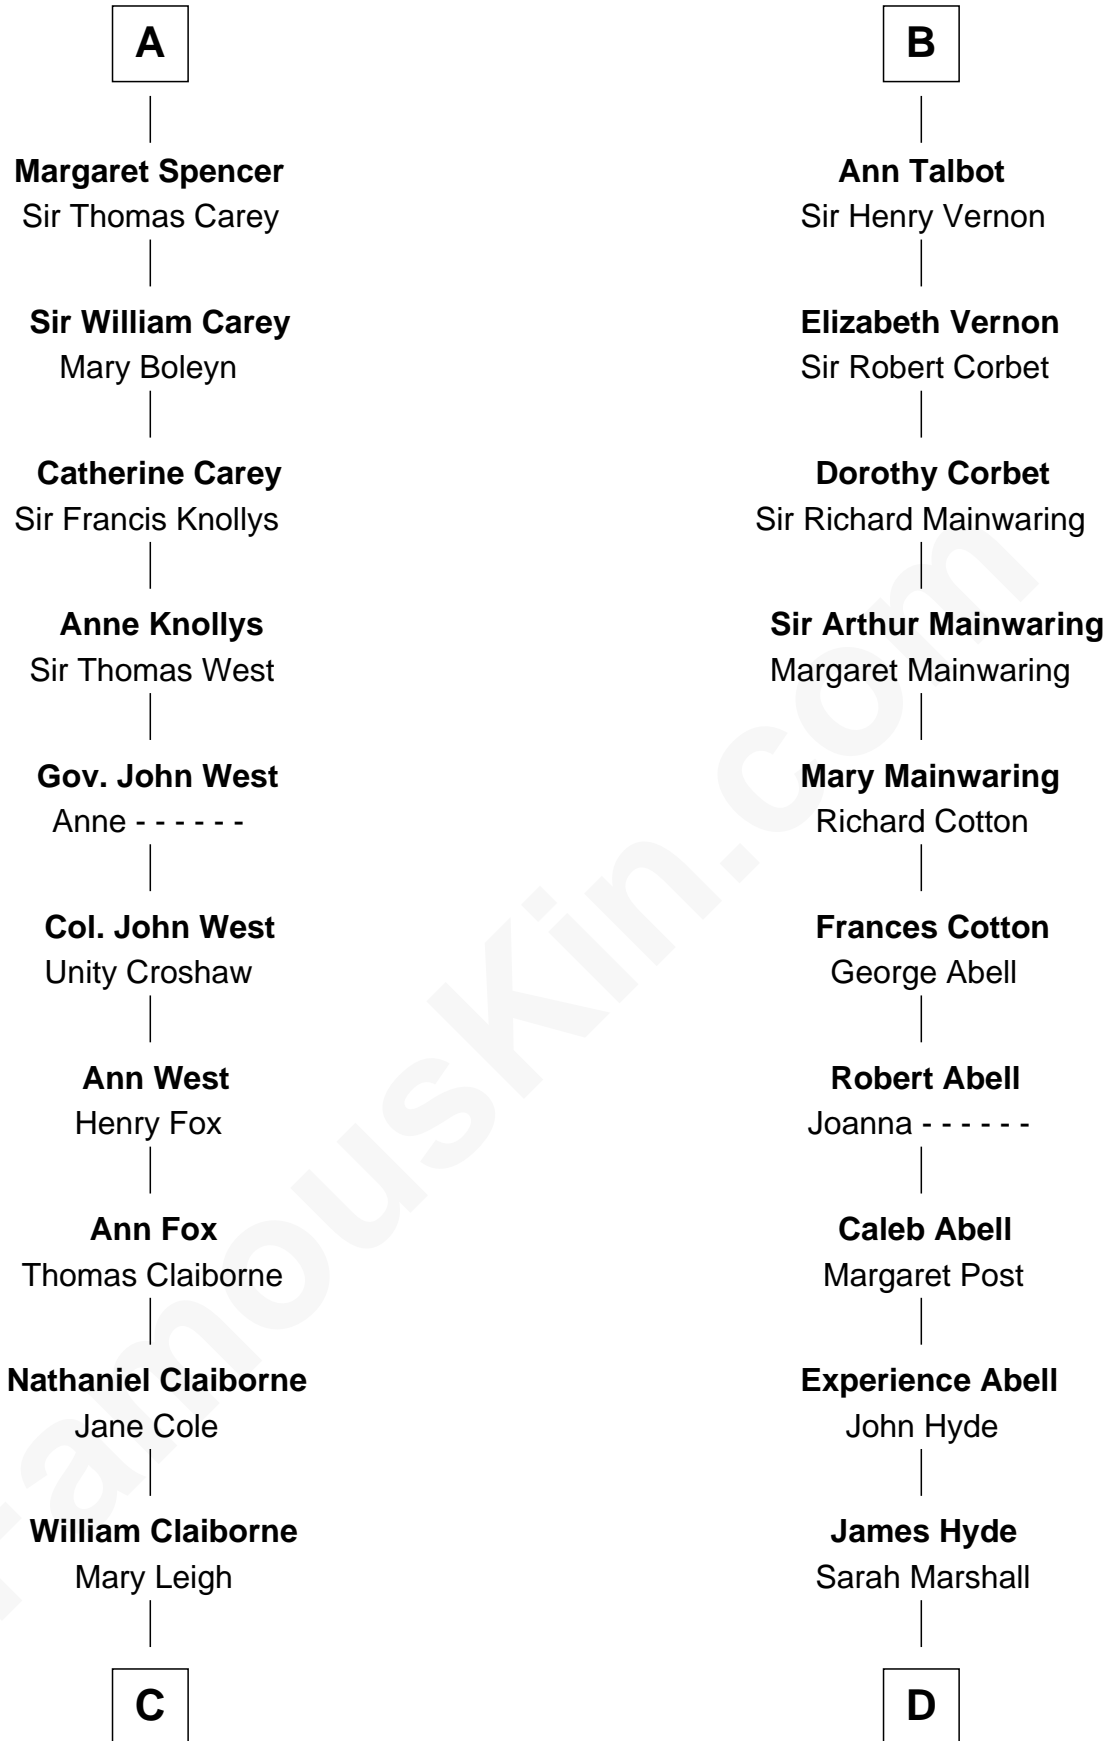 A
Margaret Spencer
Sir Thomas Carey
Sir William Carey
Mary Boleyn
Catherine Carey
Sir Francis Knollys
Anne Knollys
Sir Thomas West
Gov. John West
Anne - - - - - -
Col. John West
Unity Croshaw
Ann West
Henry Fox
Ann Fox
Thomas Claiborne
Nathaniel Claiborne
Jane Cole
William Claiborne
Mary Leigh
C
B
Ann Talbot
Sir Henry Vernon
Elizabeth Vernon
Sir Robert Corbet
Dorothy Corbet
Sir Richard Mainwaring
Sir Arthur Mainwaring
Margaret Mainwaring
Mary Mainwaring
Richard Cotton
Frances Cotton
George Abell
Robert Abell
Joanna - - - - - -
Caleb Abell
Margaret Post
Experience Abell
John Hyde
James Hyde
Sarah Marshall
D
FamousKin.com